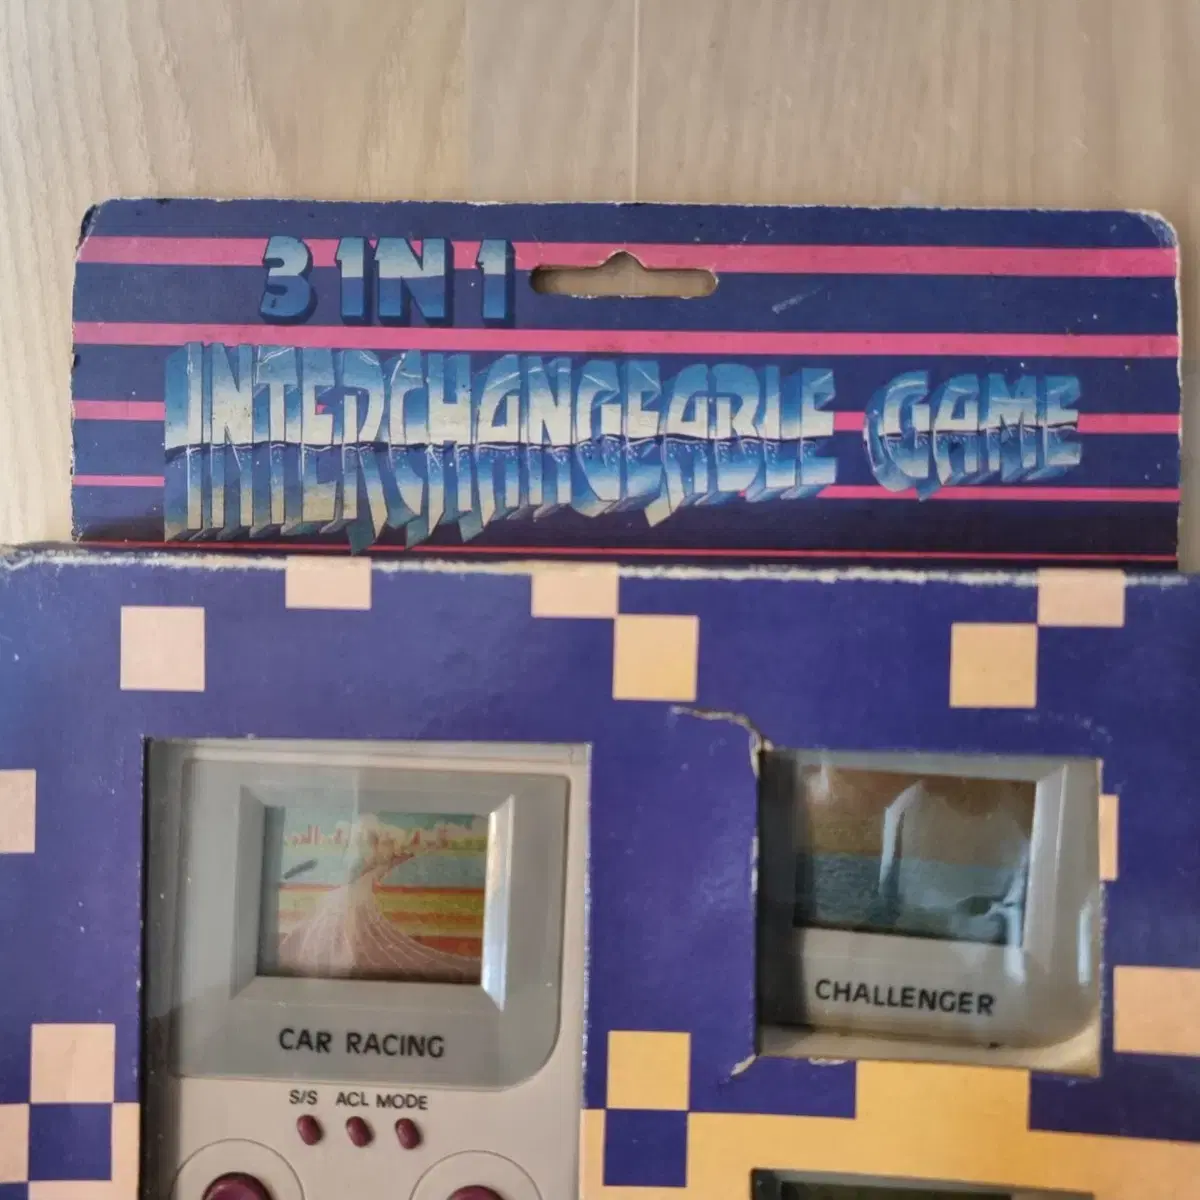 3 IN 1
INTERCHANGEABLE GAME
CAR RACING
CHALLENGER
S/S ACL MODE